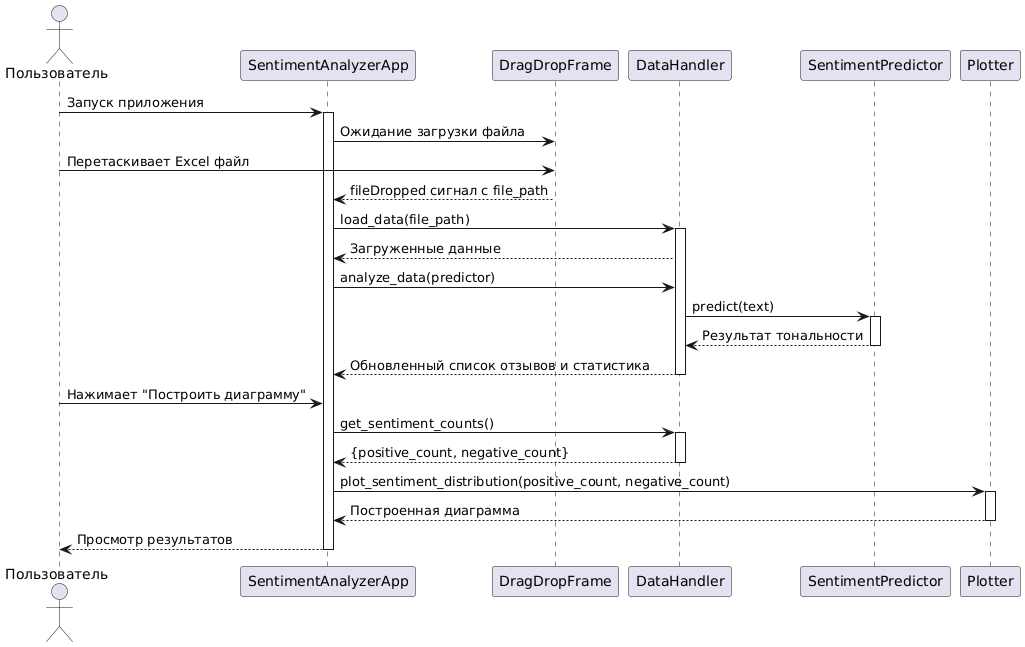 Пользователь
SentimentAnalyzerApp
DragDropFrame
DataHandler
SentimentPredictor
Plotter
Запуск приложения
Ожидание загрузки файла
Перетаскивает Excel файл
fileDropped сигнал с file_path
load_data(file_path)
Загруженные данные
analyze_data(predictor)
predict(text)
Результат тональности
Обновленный список отзывов и статистика
Нажимает "Построить диаграмму"
get_sentiment_counts()
{positive_count, negative_count}
plot_sentiment_distribution(positive_count, negative_count)
Построенная диаграмма
Просмотр результатов
Пользователь
SentimentAnalyzerApp
DragDropFrame
DataHandler
SentimentPredictor
Plotter